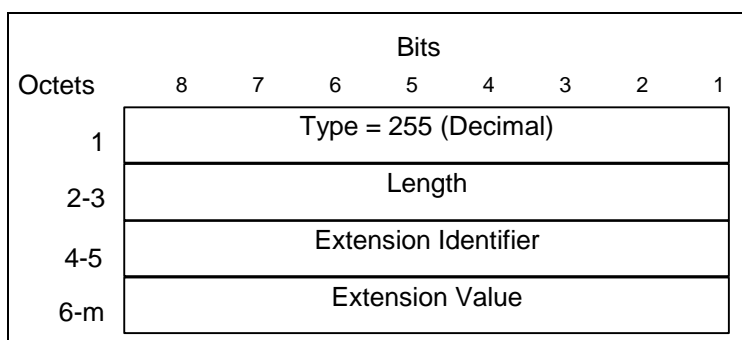 Bits
Octets 8 7 6 5 4 3 2 1
1 Type = 255 (Decimal)
2-3 Length
4-5 Extension Identifier
6-m Extension Value